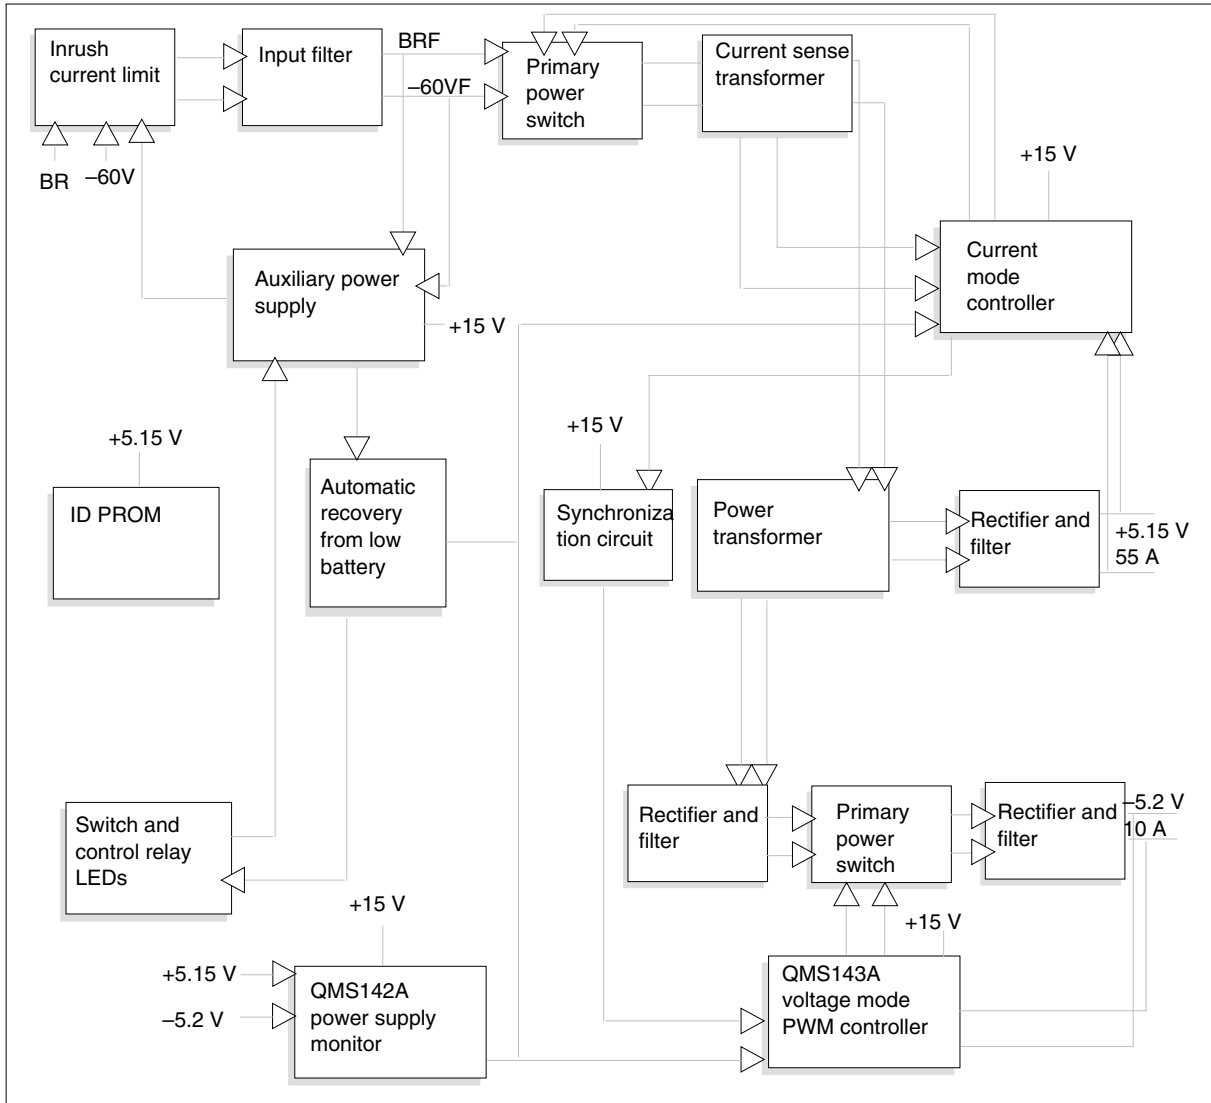 Inrush
current limit
Input filter
BRF
–60VF
Primary
power
switch
Current sense
transformer
BR
–60V
+15 V
Auxiliary power
supply
Current
mode
controller
+15 V
+5.15 V
+15 V
ID PROM
Automatic
recovery
from low
battery
Synchroniza
tion circuit
Power
transformer
Rectifier and
filter
+5.15 V
55 A
Switch and
control relay
LEDs
Rectifier and
filter
Primary
power
switch
Rectifier and
filter
–5.2 V
10 A
+15 V
+15 V
+5.15 V
–5.2 V
QMS142A
power supply
monitor
QMS143A
voltage mode
PWM controller